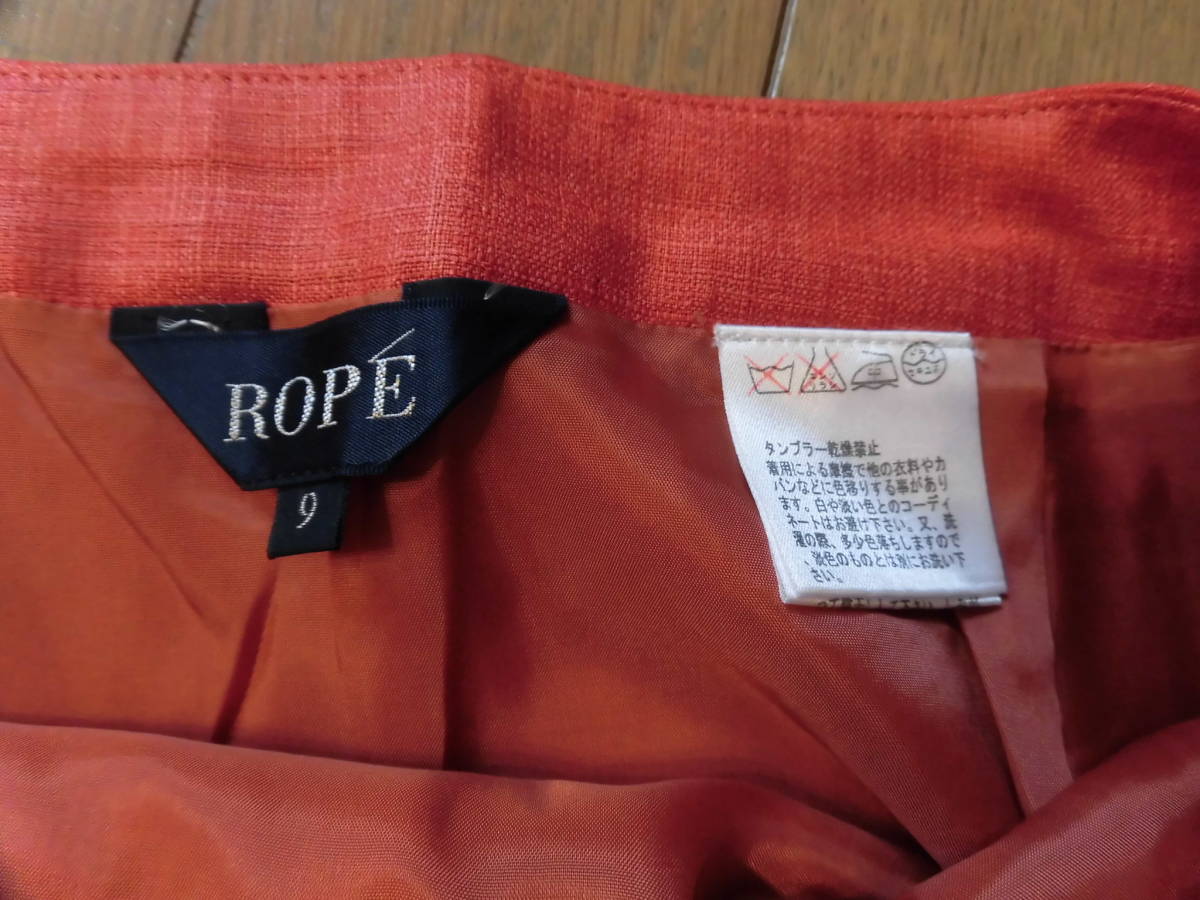 ROPÉ
9
タンブラー乾燥禁止
着用による摩擦で他の衣料やカ
バンなどに色移りする事があり
ます。白や淡い色とのコーディ
ネートはお避け下さい。又、洗
濯の際、多少色落ちしますので
、淡色のものとは別にお洗い下
さい。